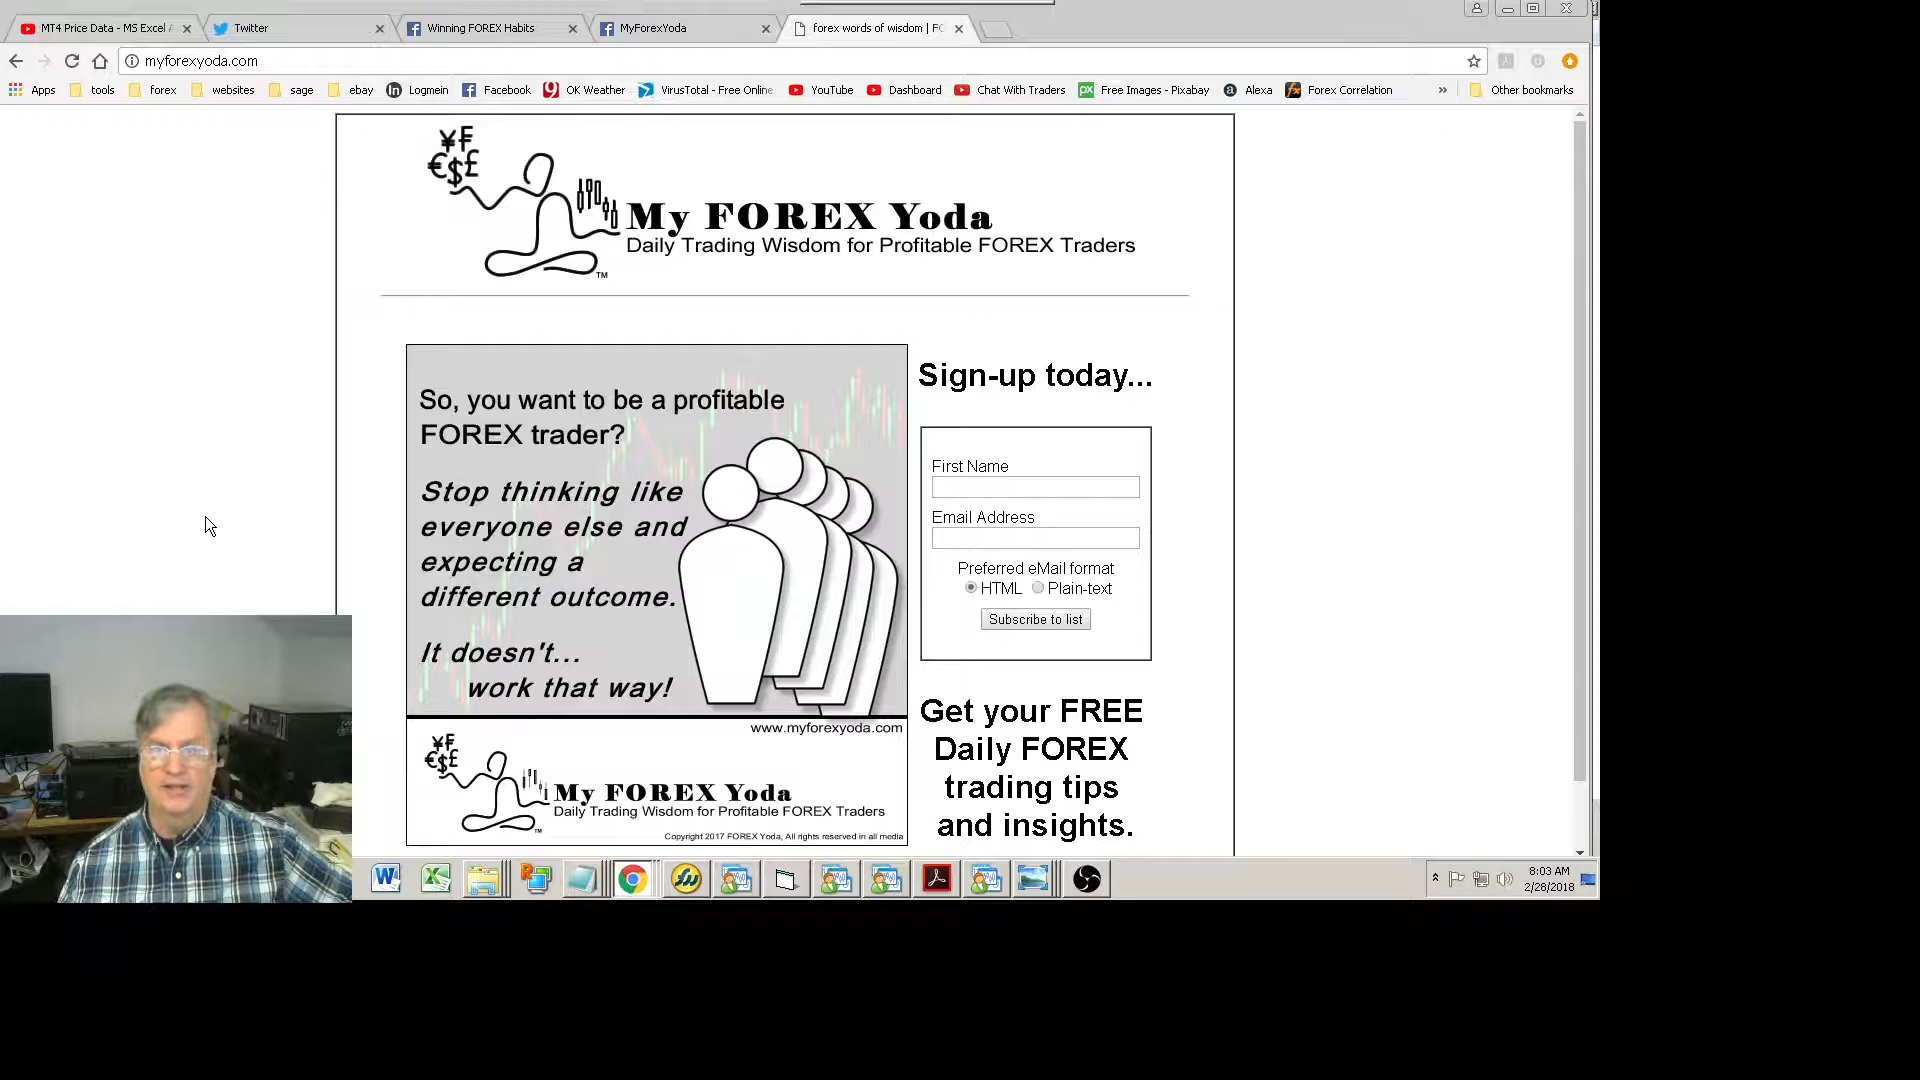 MT4 Price Data - MS Excel /
Twitter
Winning FOREX Habits
MyForexYoda
forex words of wisdom | FC
myforexyoda.com
Apps
tools
forex
websites
sage
ebay
Logmein
Facebook
OK Weather
VirusTotal - Free Online
YouTube
Dashboard
Chat With Traders
Free Images - Pixabay
Alexa
Forex Correlation
»
Other bookmarks
¥₣
€$£
My FOREX Yoda
Daily Trading Wisdom for Profitable FOREX Traders
TM
So, you want to be a profitable
FOREX trader?
Stop thinking like
everyone else and
expecting a
different outcome.
It doesn't...
work that way!
www.myforexyoda.com
¥₣
€$£
My FOREX Yoda
Daily Trading Wisdom for Profitable FOREX Traders
TM
Copyright 2017 FOREX Yoda, All rights reserved in all media
Sign-up today...
First Name
Email Address
Preferred eMail format
HTML Plain-text
Subscribe to list
Get your FREE
Daily FOREX
trading tips
and insights.
8:03 AM
2/28/2018